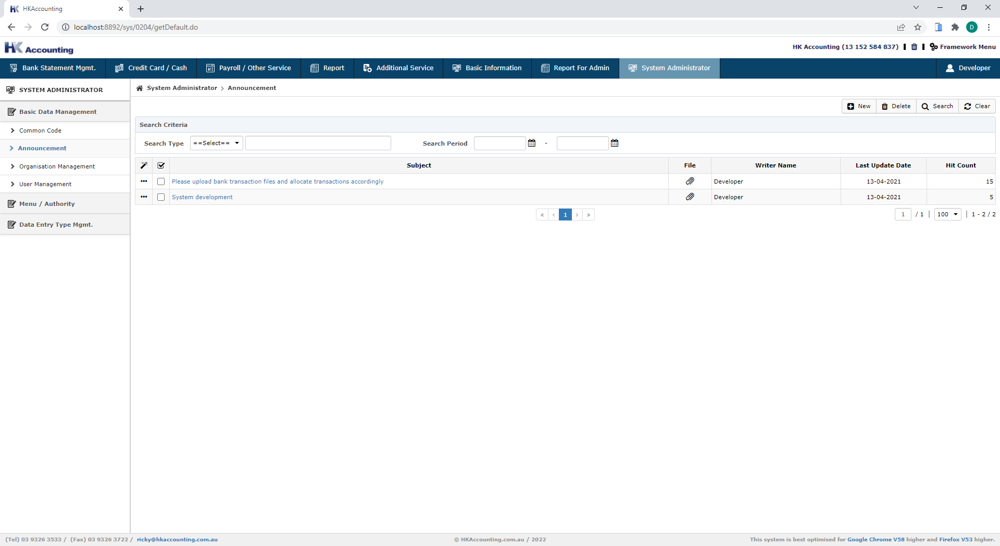 HKAccounting
localhost:8892/sys/0204/getDefault.do
D
HK Accounting
HK Accounting (13 152 584 837)
Framework Menu
Bank Statement Mgmt.
Credit Card / Cash
Payroll / Other Service
Report
Additional Service
Basic Information
Report For Admin
System Administrator
Developer
SYSTEM ADMINISTRATOR
Basic Data Management
Common Code
Announcement
Organisation Management
User Management
Menu / Authority
Data Entry Type Mgmt.
System Administrator > Announcement
New
Delete
Search
Clear
Search Criteria
Search Type
==Select==
Search Period
-
Subject
File
Writer Name
Last Update Date
Hit Count
Please upload bank transaction files and allocate transactions accordingly
Developer
13-04-2021
15
System development
Developer
13-04-2021
5
« ‹ 1 › »
1 / 1 | 100 | 1 - 2 / 2
(Tel) 03 9326 3533 / (Fax) 03 9326 3722 / ricky@hkaccounting.com.au
© HKAccounting.com.au / 2022
This system is best optimised for Google Chrome V58 higher and Firefox V53 higher.